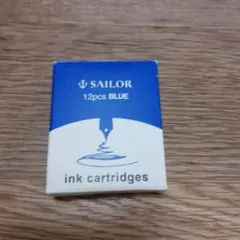 SAILOR
12pcs BLUE
ink cartridges